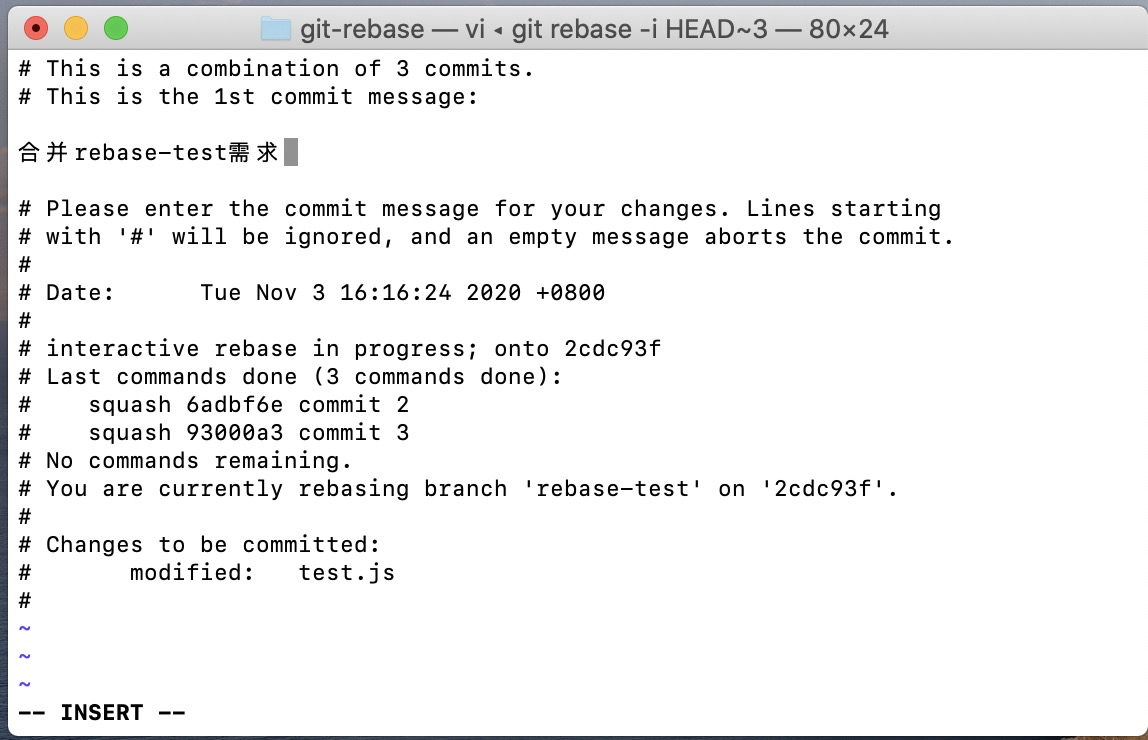 git-rebase — vi ◂ git rebase -i HEAD~3 — 80×24
# This is a combination of 3 commits.
# This is the 1st commit message:
合并rebase-test需求
# Please enter the commit message for your changes. Lines starting
# with '#' will be ignored, and an empty message aborts the commit.
#
# Date:      Tue Nov 3 16:16:24 2020 +0800
#
# interactive rebase in progress; onto 2cdc93f
# Last commands done (3 commands done):
#    squash 6adbf6e commit 2
#    squash 93000a3 commit 3
# No commands remaining.
# You are currently rebasing branch 'rebase-test' on '2cdc93f'.
#
# Changes to be committed:
#       modified:   test.js
#
~
~
~
-- INSERT --